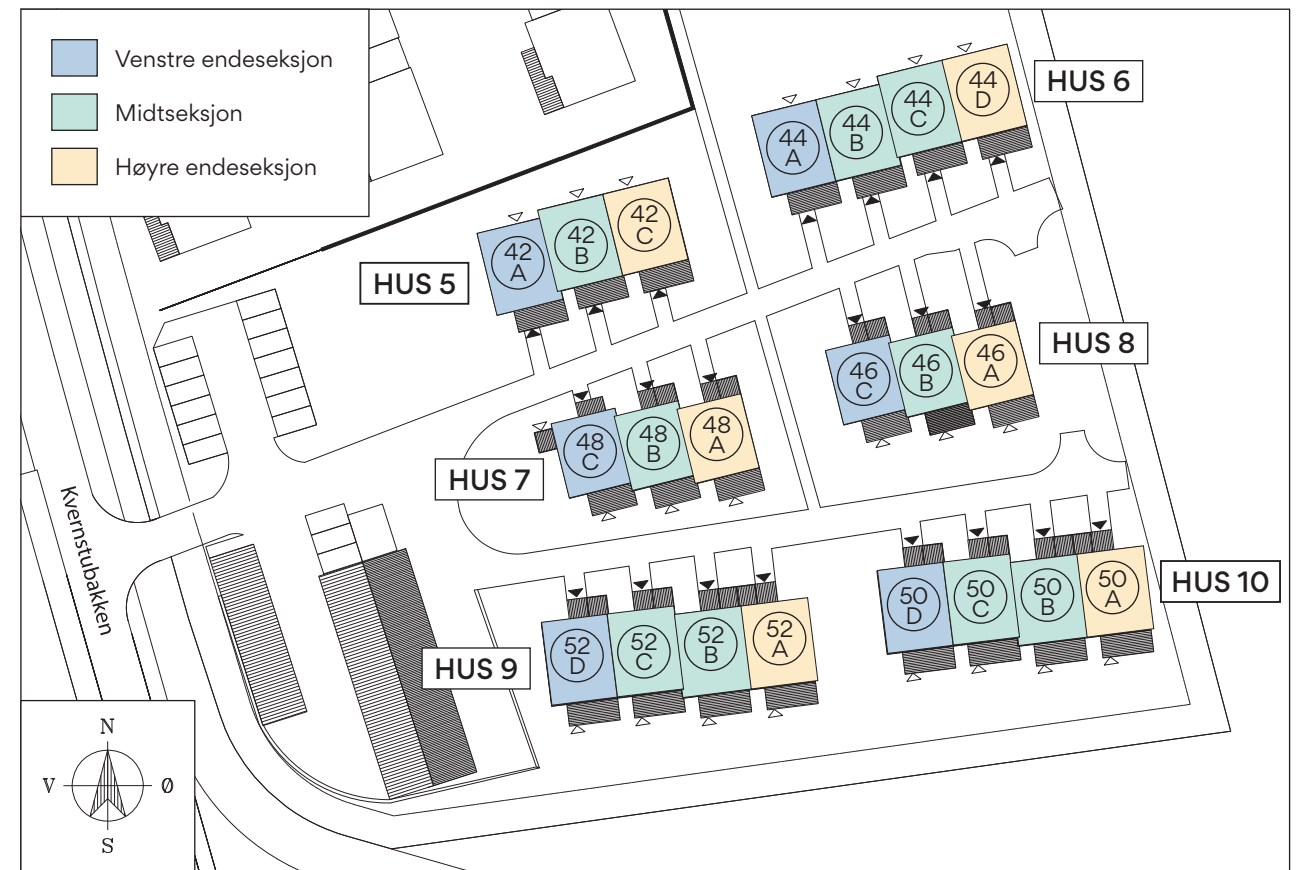 Venstre endeseksjon
Midtseksjon
Høyre endeseksjon
HUS 6
44
A
44
B
44
C
44
D
HUS 5
42
A
42
B
42
C
HUS 8
46
C
46
B
46
A
HUS 7
48
C
48
B
48
A
HUS 10
50
D
50
C
50
B
50
A
HUS 9
52
D
52
C
52
B
52
A
Kvernstubakken
N
V
Ø
S